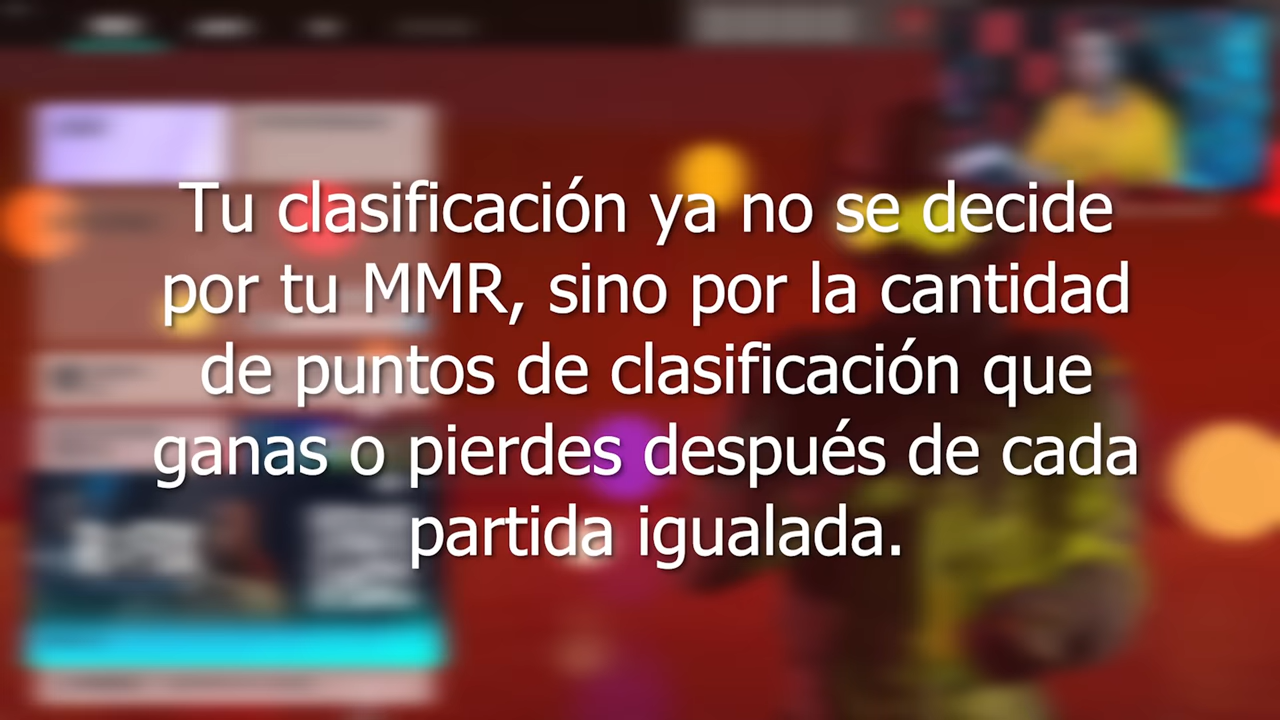 Tu clasificación ya no se decide
por tu MMR, sino por la cantidad
de puntos de clasificación que
ganas o pierdes después de cada
partida igualada.